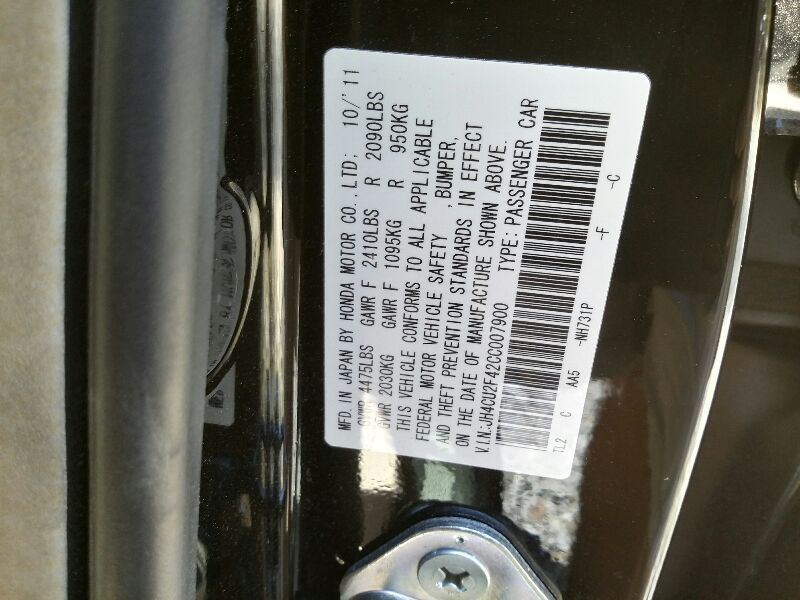 MFD. IN JAPAN BY HONDA MOTOR CO., LTD; 10/'11
GVWR 4475LBS GAWR F 2410LBS R 2090LBS
GVWR 2030KG GAWR F 1095KG R 950KG
THIS VEHICLE CONFORMS TO ALL APPLICABLE
FEDERAL MOTOR VEHICLE SAFETY , BUMPER,
AND THEFT PREVENTION STANDARDS IN EFFECT
ON THE DATE OF MANUFACTURE SHOWN ABOVE.
V.I.N:JH4CU2F42CC007900 TYPE: PASSENGER CAR
TL2 C AA5 -NH731P -F -C